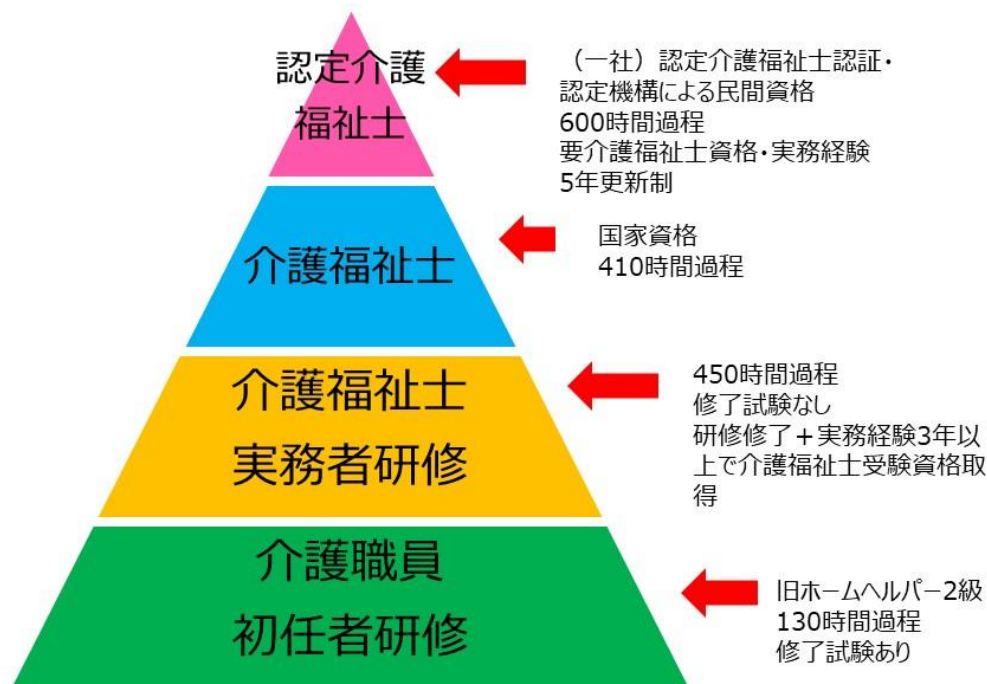 認定介護
福祉士
（一社）認定介護福祉士認証・
認定機構による民間資格
600時間過程
要介護福祉士資格・実務経験
5年更新制
介護福祉士
国家資格
410時間過程
介護福祉士
実務者研修
450時間過程
修了試験なし
研修修了＋実務経験3年以
上で介護福祉士受験資格取
得
介護職員
初任者研修
旧ホームヘルパー2級
130時間過程
修了試験あり